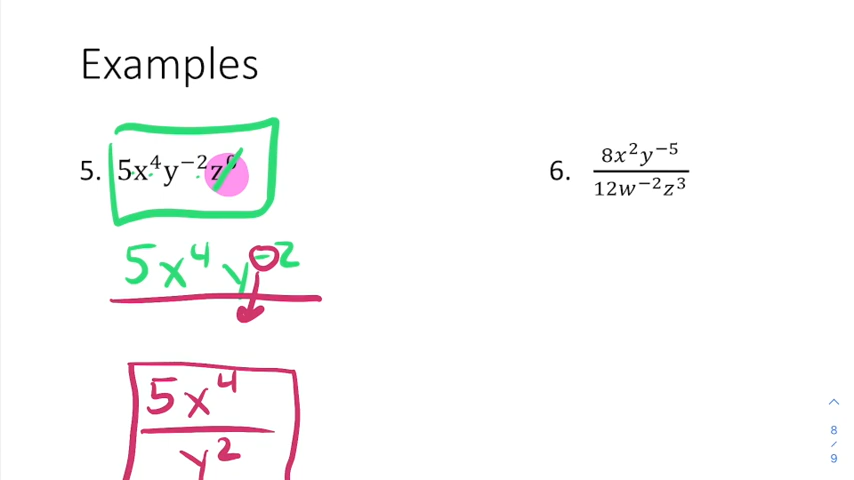 Examples
5. 5x⁴y⁻²z⁰
5x⁴y⁻²
5x⁴
y²
6. 8x²y⁻⁵
12w⁻²z³
8
/
9